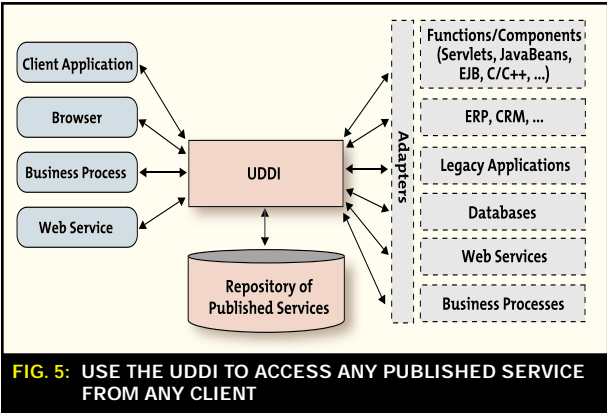 Client Application
Browser
Business Process
Web Service
UDDI
Repository of
Published Services
Adapters
Functions/Components
(Servlets, JavaBeans,
EJB, C/C++, ...)
ERP, CRM, ...
Legacy Applications
Databases
Web Services
Business Processes
FIG. 5: USE THE UDDI TO ACCESS ANY PUBLISHED SERVICE
FROM ANY CLIENT